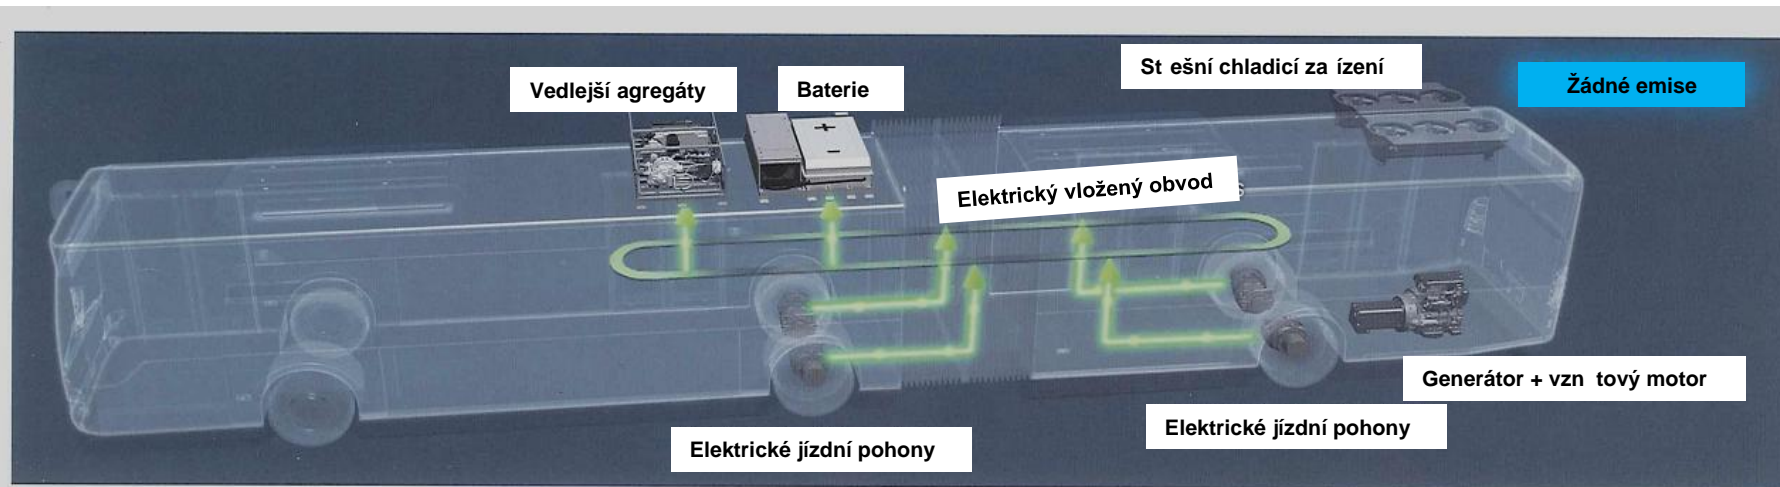 St ešní chladicí za ízení
Žádné emise
Vedlejší agregáty
Baterie
Elektrický vložený obvod
Generátor + vzn tový motor
Elektrické jízdní pohony
Elektrické jízdní pohony